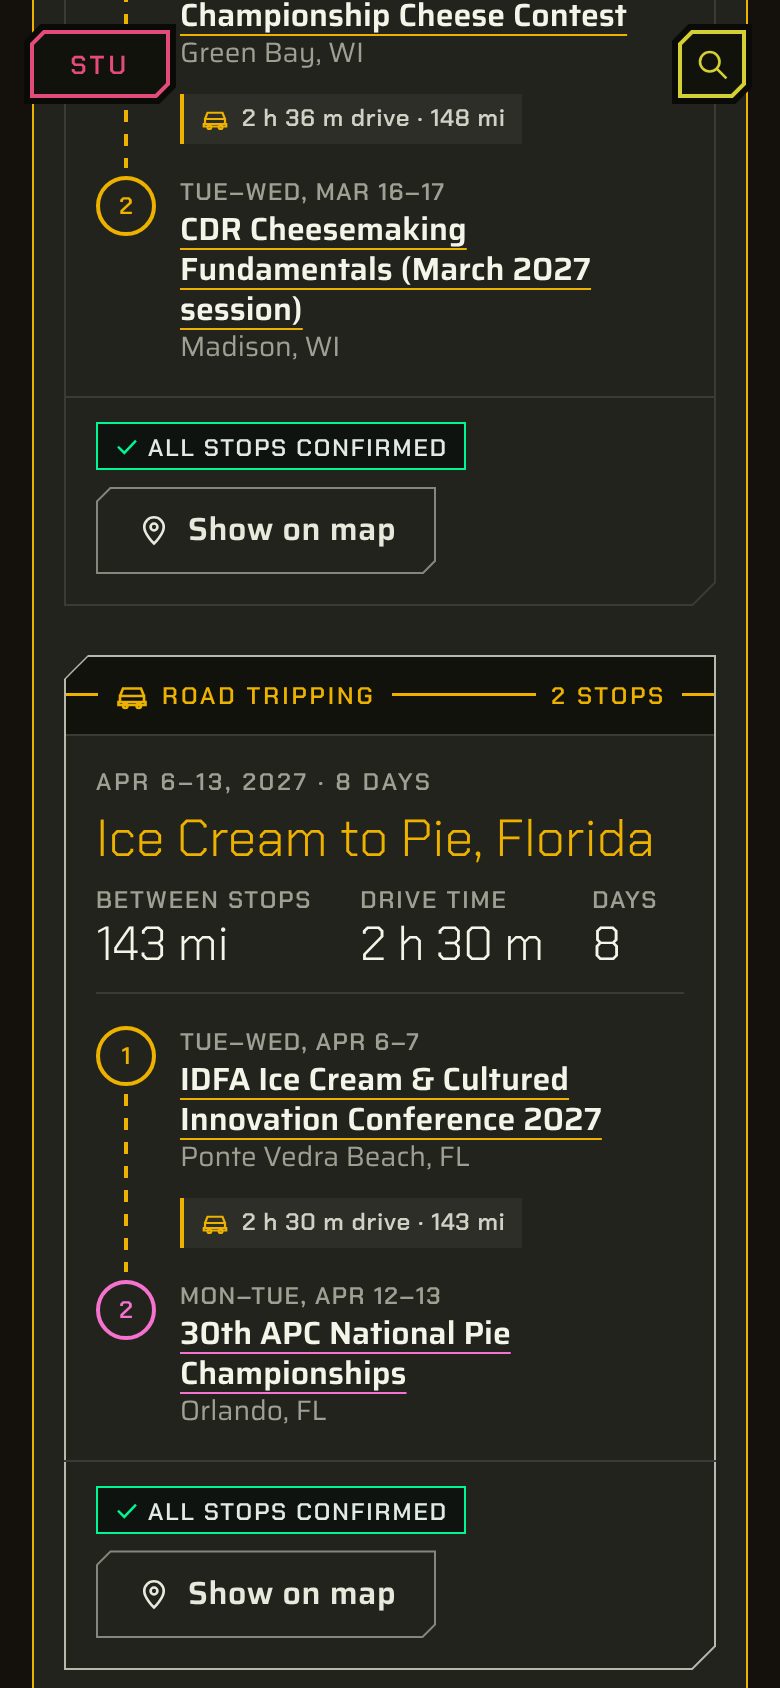 Championship Cheese Contest
STU
Green Bay, WI
2 h 36 m drive · 148 mi
2
TUE–WED, MAR 16–17
CDR Cheesemaking
Fundamentals (March 2027
session)
Madison, WI
ALL STOPS CONFIRMED
Show on map
ROAD TRIPPING
2 STOPS
APR 6–13, 2027 · 8 DAYS
Ice Cream to Pie, Florida
BETWEEN STOPS
DRIVE TIME
DAYS
143 mi
2 h 30 m
8
1
TUE–WED, APR 6–7
IDFA Ice Cream & Cultured
Innovation Conference 2027
Ponte Vedra Beach, FL
2 h 30 m drive · 143 mi
2
MON–TUE, APR 12–13
30th APC National Pie
Championships
Orlando, FL
ALL STOPS CONFIRMED
Show on map